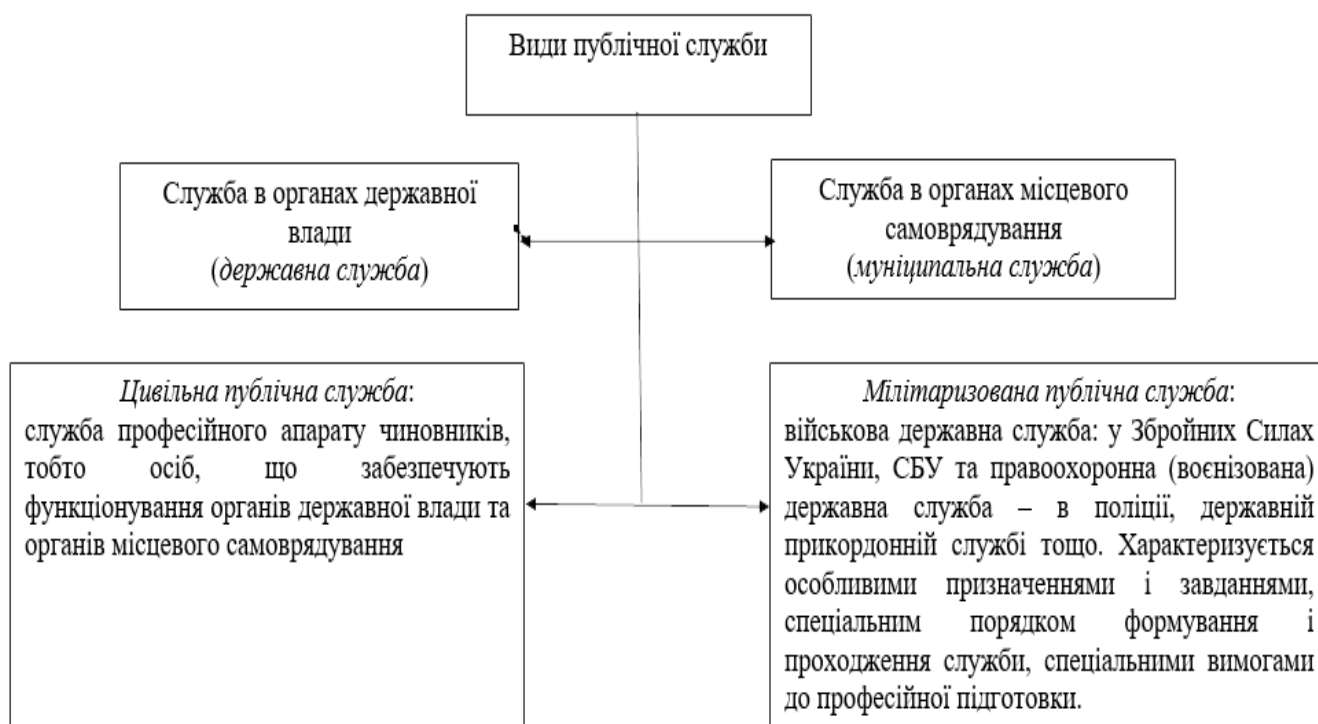 Види публічної служби
Служба в органах державної
влади
(державна служба)
Служба в органах місцевого
самоврядування
(муніципальна служба)
Цивільна публічна служба:
служба професійного апарату чиновників,
тобто осіб, що забезпечують
функціонування органів державної влади та
органів місцевого самоврядування
Мілітаризована публічна служба:
військова державна служба: у Збройних Силах
України, СБУ та правоохоронна (воєнізована)
державна служба – в поліції, державній
прикордонній службі тощо. Характеризується
особливими призначеннями і завданнями,
спеціальним порядком формування і
проходження служби, спеціальними вимогами
до професійної підготовки.